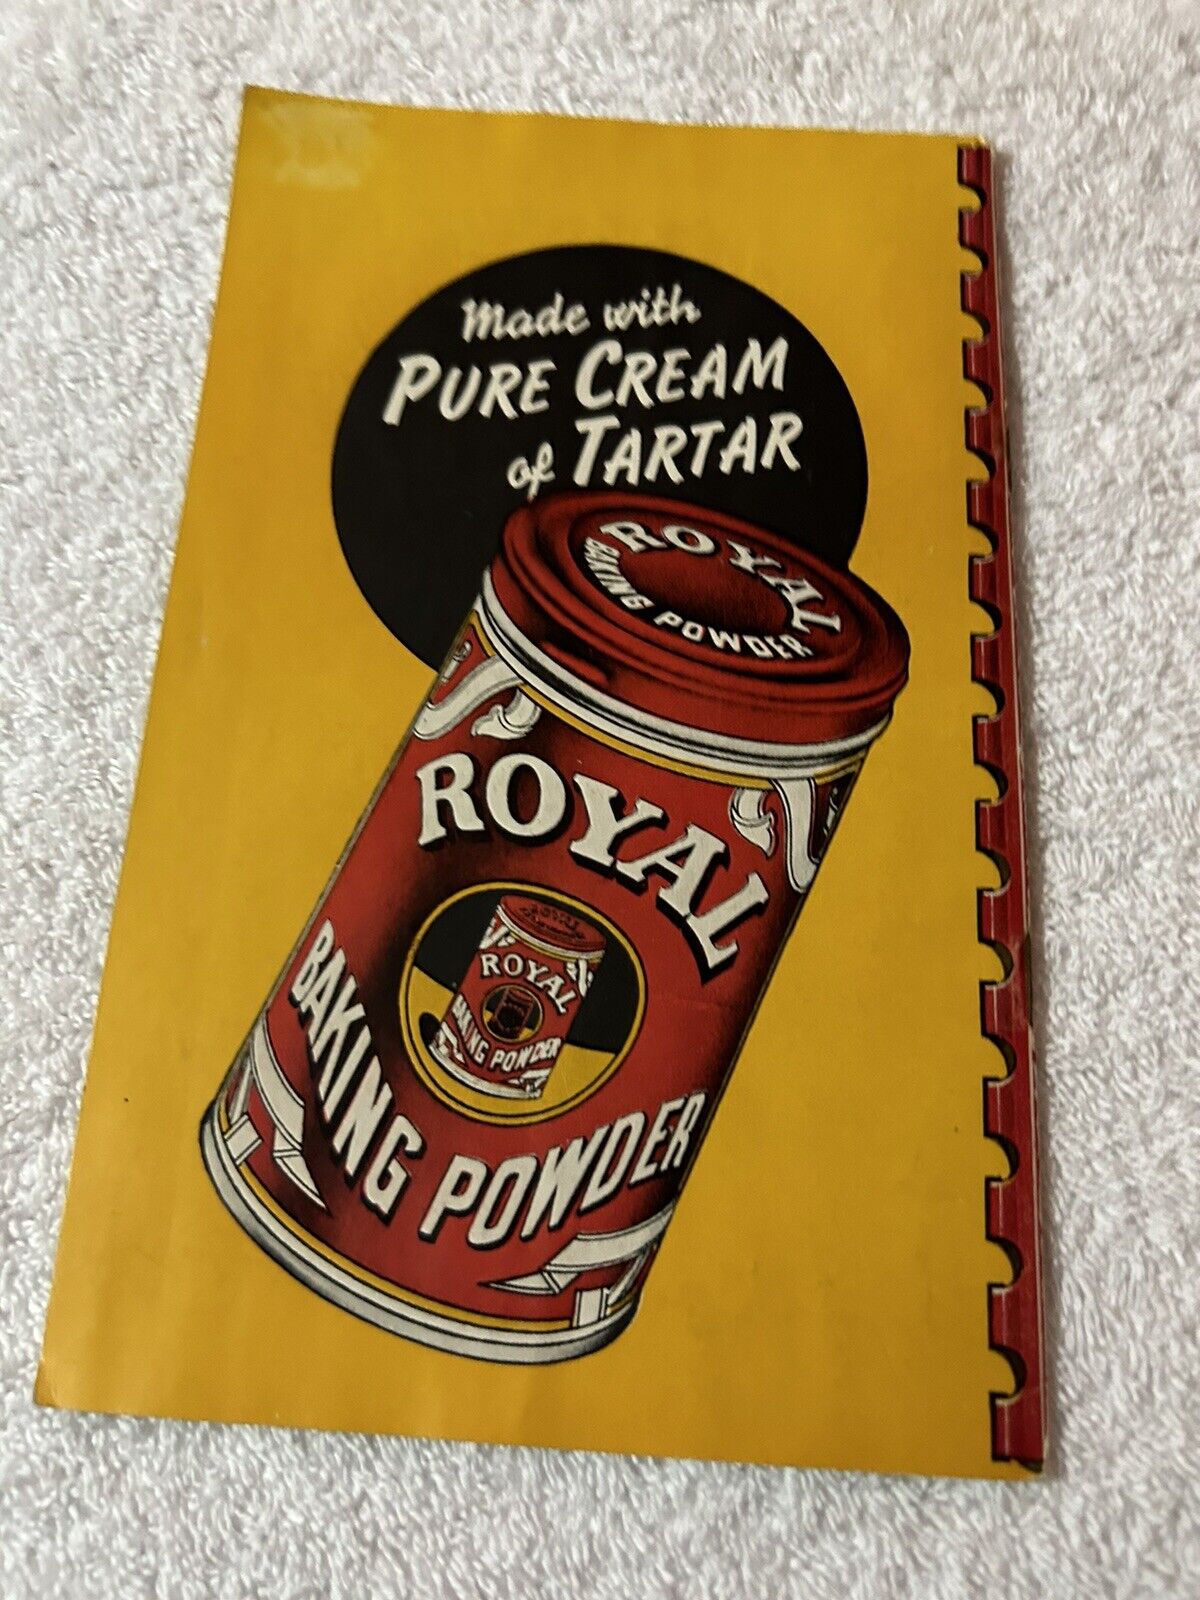 Made with
PURE CREAM
of TARTAR
ROYAL
BAKING POWDER
ROYAL
ROYAL
BAKING POWDER
BAKING POWDER